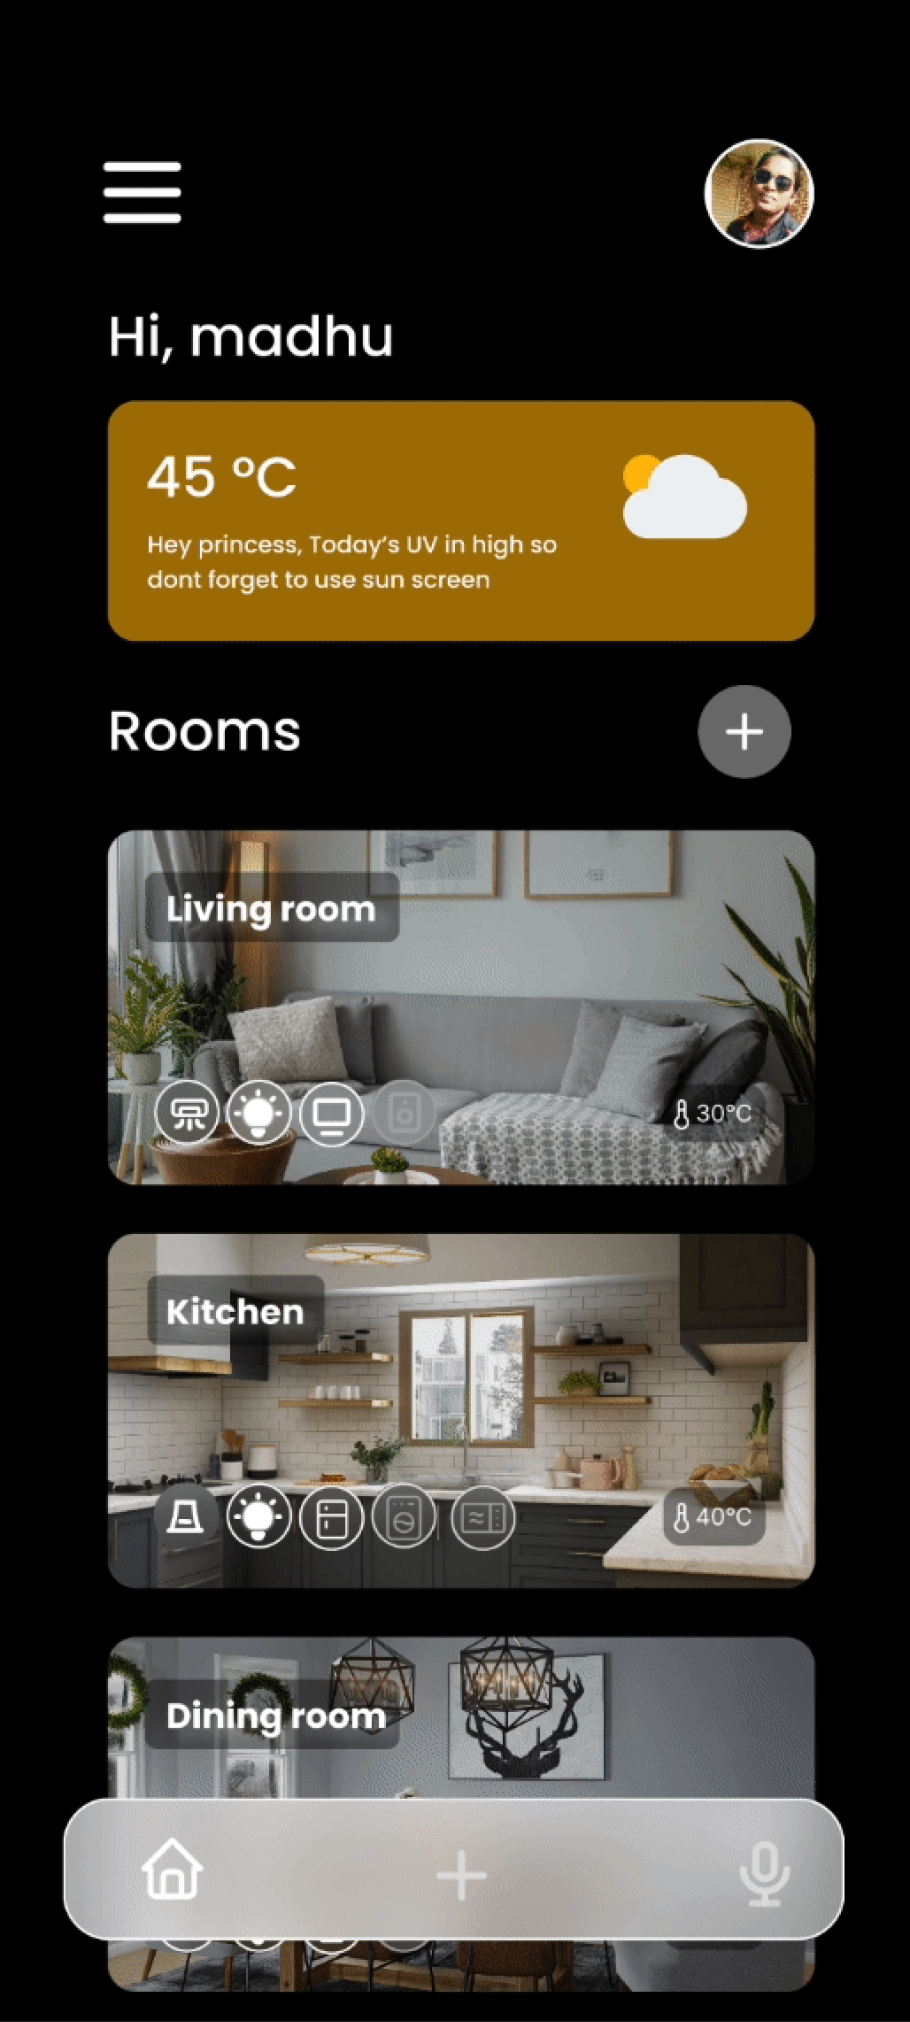 Hi, madhu
45 °C
Hey princess, Today's UV in high so
dont forget to use sun screen
Rooms
Living room
30°C
Kitchen
40°C
Dining room